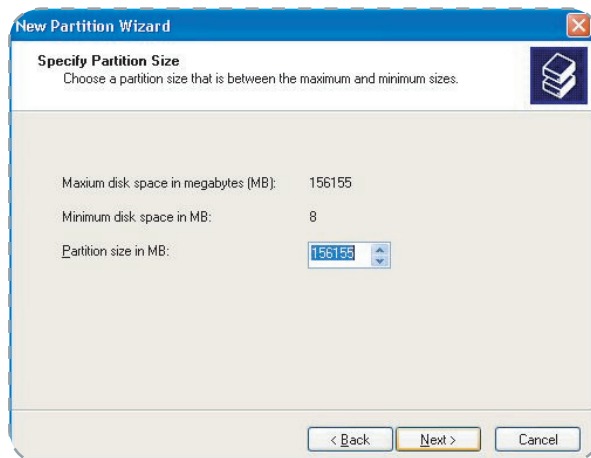 New Partition Wizard
Specify Partition Size
Choose a partition size that is between the maximum and minimum sizes.
Maxium disk space in megabytes (MB): 156155
Minimum disk space in MB: 8
Partition size in MB: 156155
< Back Next > Cancel